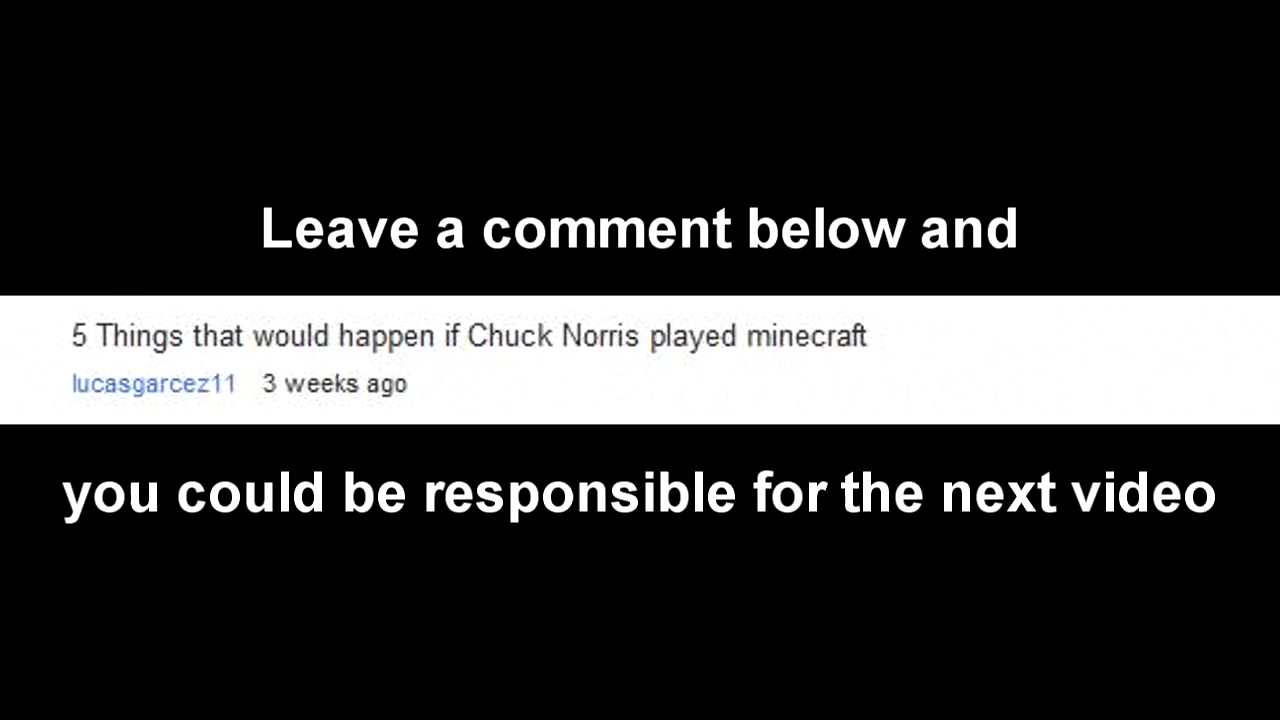 Leave a comment below and
5 Things that would happen if Chuck Norris played minecraft
lucasgarcez11 3 weeks ago
you could be responsible for the next video